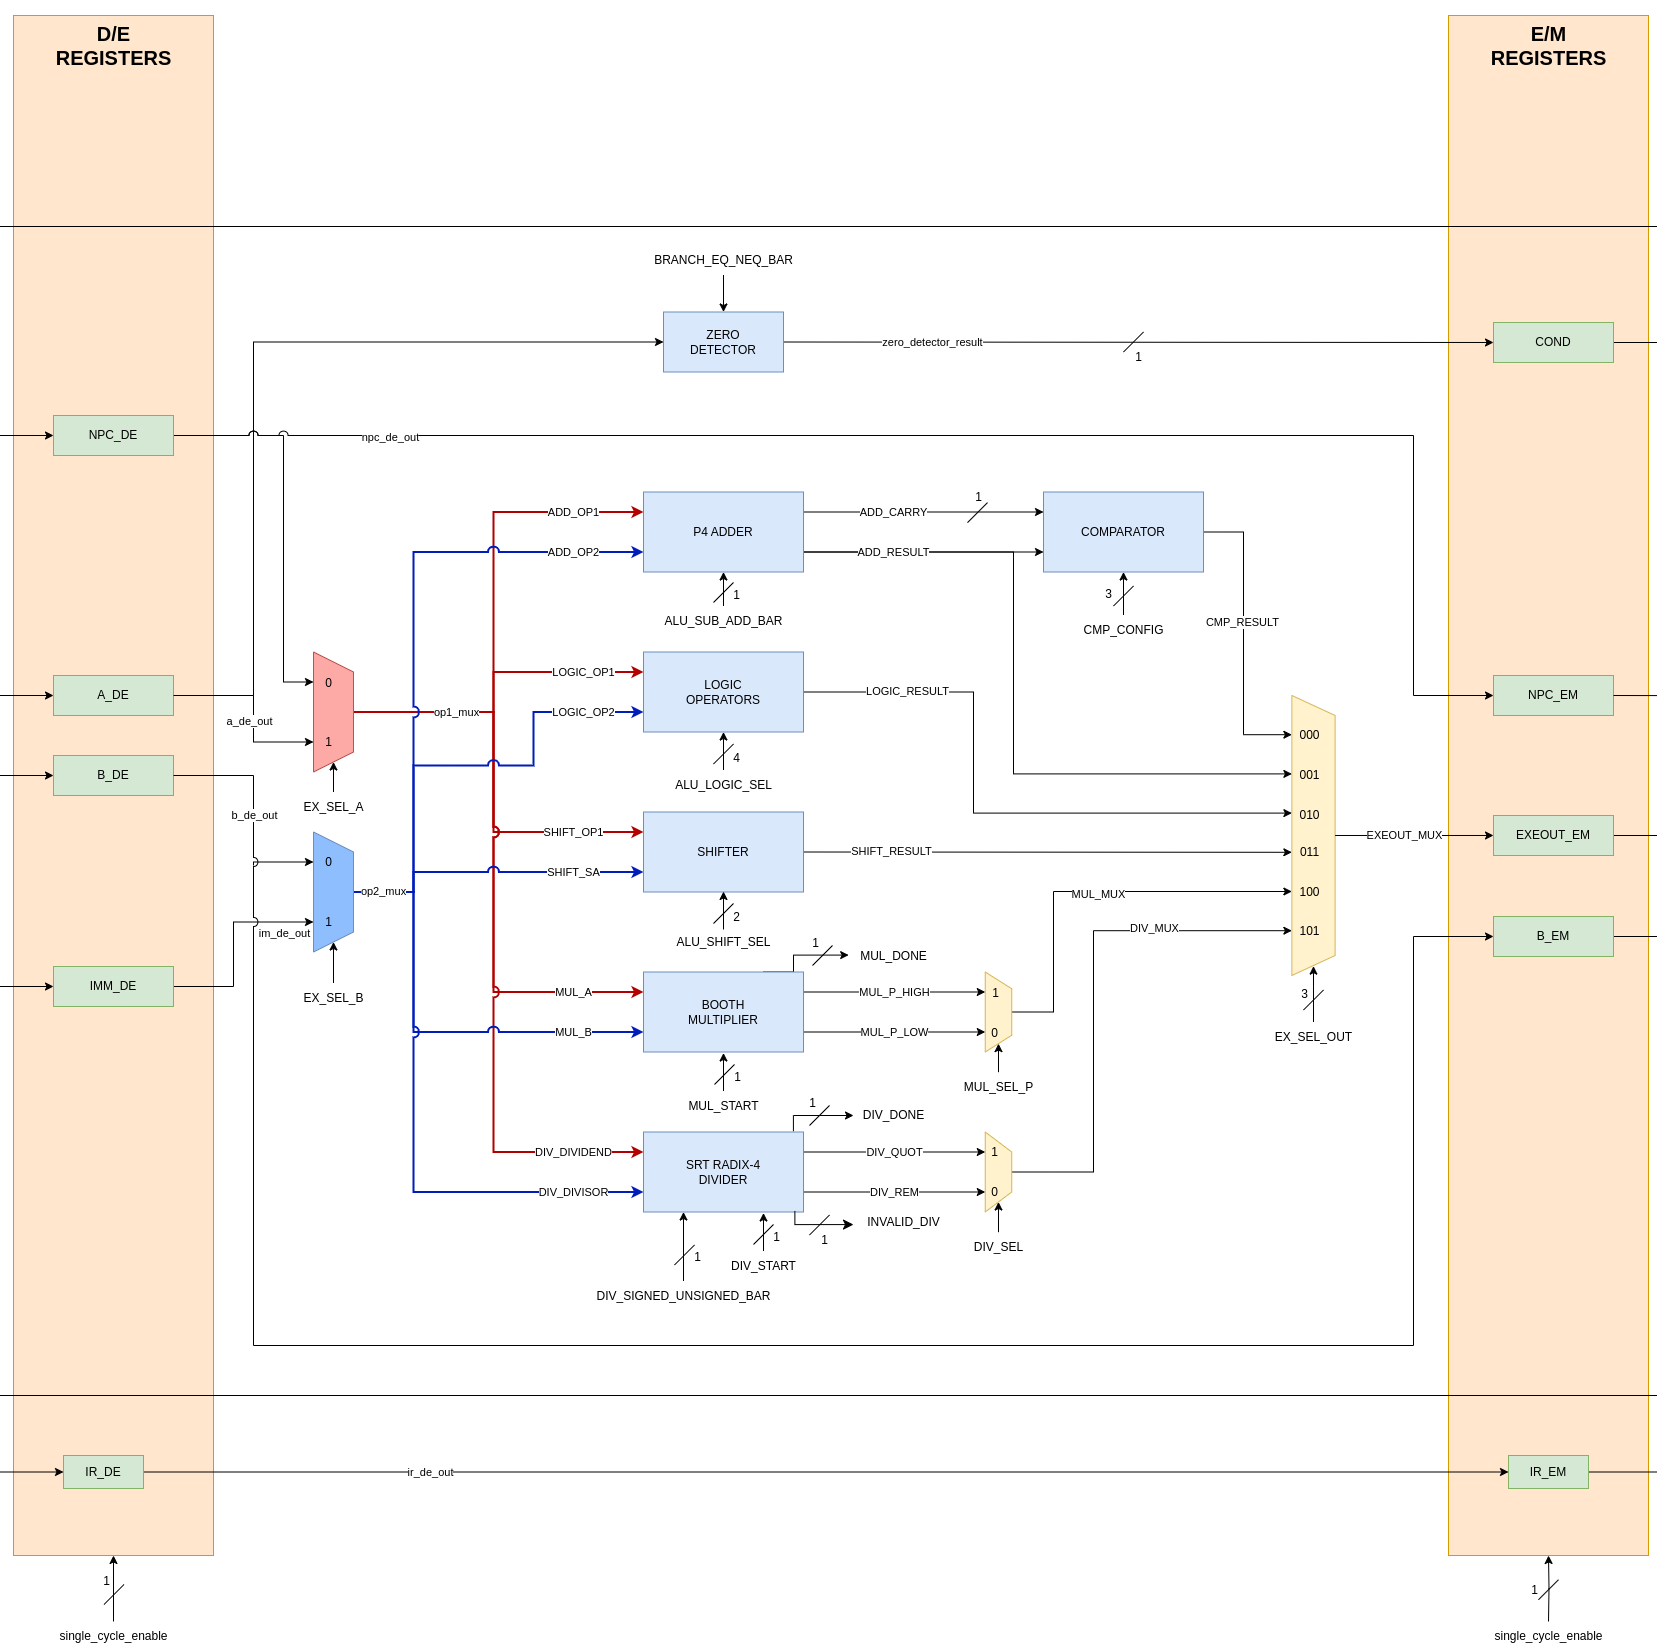 D/E
REGISTERS
E/M
REGISTERS
BRANCH_EQ_NEQ_BAR
ZERO
DETECTOR
zero_detector_result
1
COND
NPC_DE
npc_de_out
ADD_OP1
ADD_OP2
P4 ADDER
ADD_CARRY
1
ADD_RESULT
COMPARATOR
1
ALU_SUB_ADD_BAR
3
CMP_CONFIG
CMP_RESULT
A_DE
a_de_out
0
1
EX_SEL_A
op1_mux
LOGIC_OP1
LOGIC_OP2
LOGIC
OPERATORS
LOGIC_RESULT
4
ALU_LOGIC_SEL
NPC_EM
B_DE
b_de_out
0
1
im_de_out
EX_SEL_B
op2_mux
SHIFT_OP1
SHIFT_SA
SHIFTER
SHIFT_RESULT
2
ALU_SHIFT_SEL
000
001
010
011
100
101
3
EX_SEL_OUT
EXEOUT_MUX
EXEOUT_EM
B_EM
IMM_DE
1
MUL_DONE
MUL_A
MUL_B
BOOTH
MULTIPLIER
MUL_P_HIGH
MUL_P_LOW
1
0
MUL_MUX
DIV_MUX
1
MUL_START
MUL_SEL_P
1
DIV_DONE
DIV_DIVIDEND
DIV_DIVISOR
SRT RADIX-4
DIVIDER
DIV_QUOT
DIV_REM
1
0
INVALID_DIV
1
DIV_SEL
1
DIV_START
1
DIV_SIGNED_UNSIGNED_BAR
IR_DE
ir_de_out
IR_EM
1
single_cycle_enable
1
single_cycle_enable